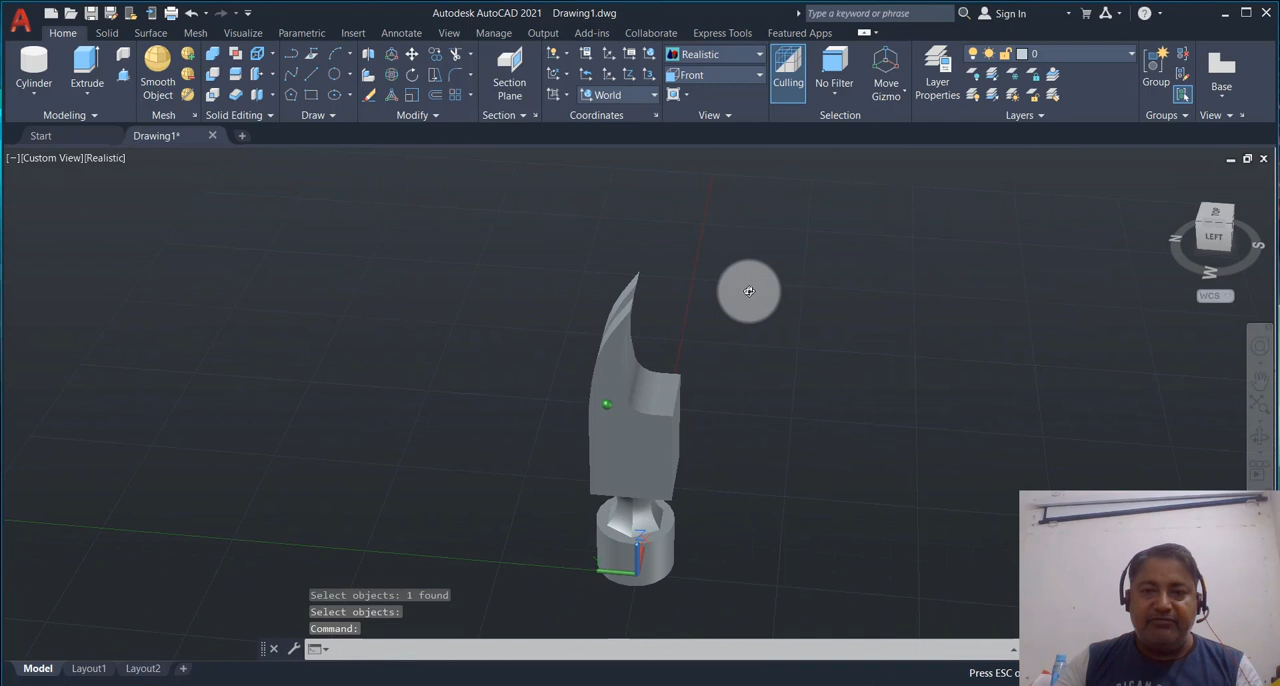 Autodesk AutoCAD 2021 Drawing1.dwg
Type a keyword or phrase
Sign In
Home Solid Surface Mesh Visualize Parametric Insert Annotate View Manage Output Add-ins Collaborate Express Tools Featured Apps
Cylinder
Extrude
Smooth
Object
Section
Plane
World
Realistic
Front
Culling
No Filter
Move
Gizmo
Layer
Properties
0
Group
Base
Modeling
Mesh
Solid Editing
Draw
Modify
Section
Coordinates
View
Selection
Layers
Groups
View
Start
Drawing1*
[−][Custom View][Realistic]
TOP
LEFT
N
S
W
WCS
Z
Select objects: 1 found
Select objects:
Command:
Model Layout1 Layout2
Press ESC o
AMERICAN